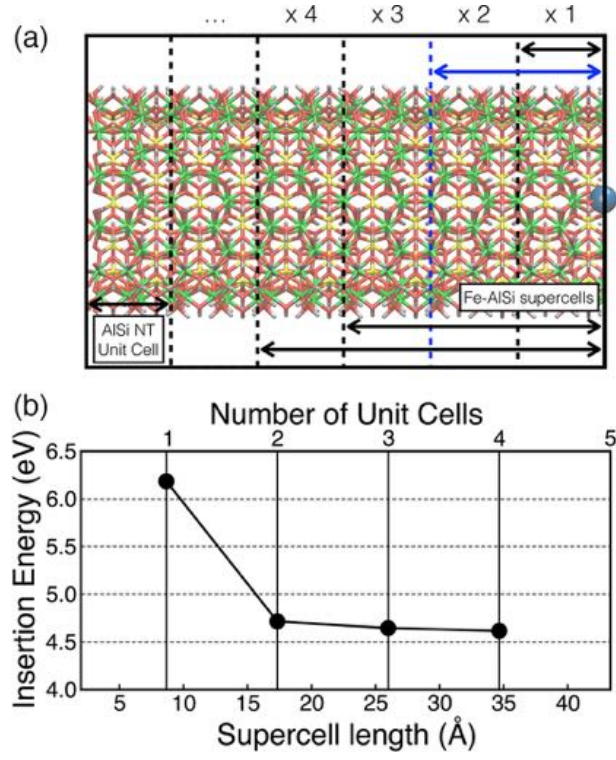 (a)
... x 4 x 3 x 2 x 1
Fe-AlSi supercells
AlSi NT
Unit Cell
(b)
Number of Unit Cells
1 2 3 4 5
Insertion Energy (eV)
6.5
6.0
5.5
5.0
4.5
4.0
5 10 15 20 25 30 35 40
Supercell length (Å)